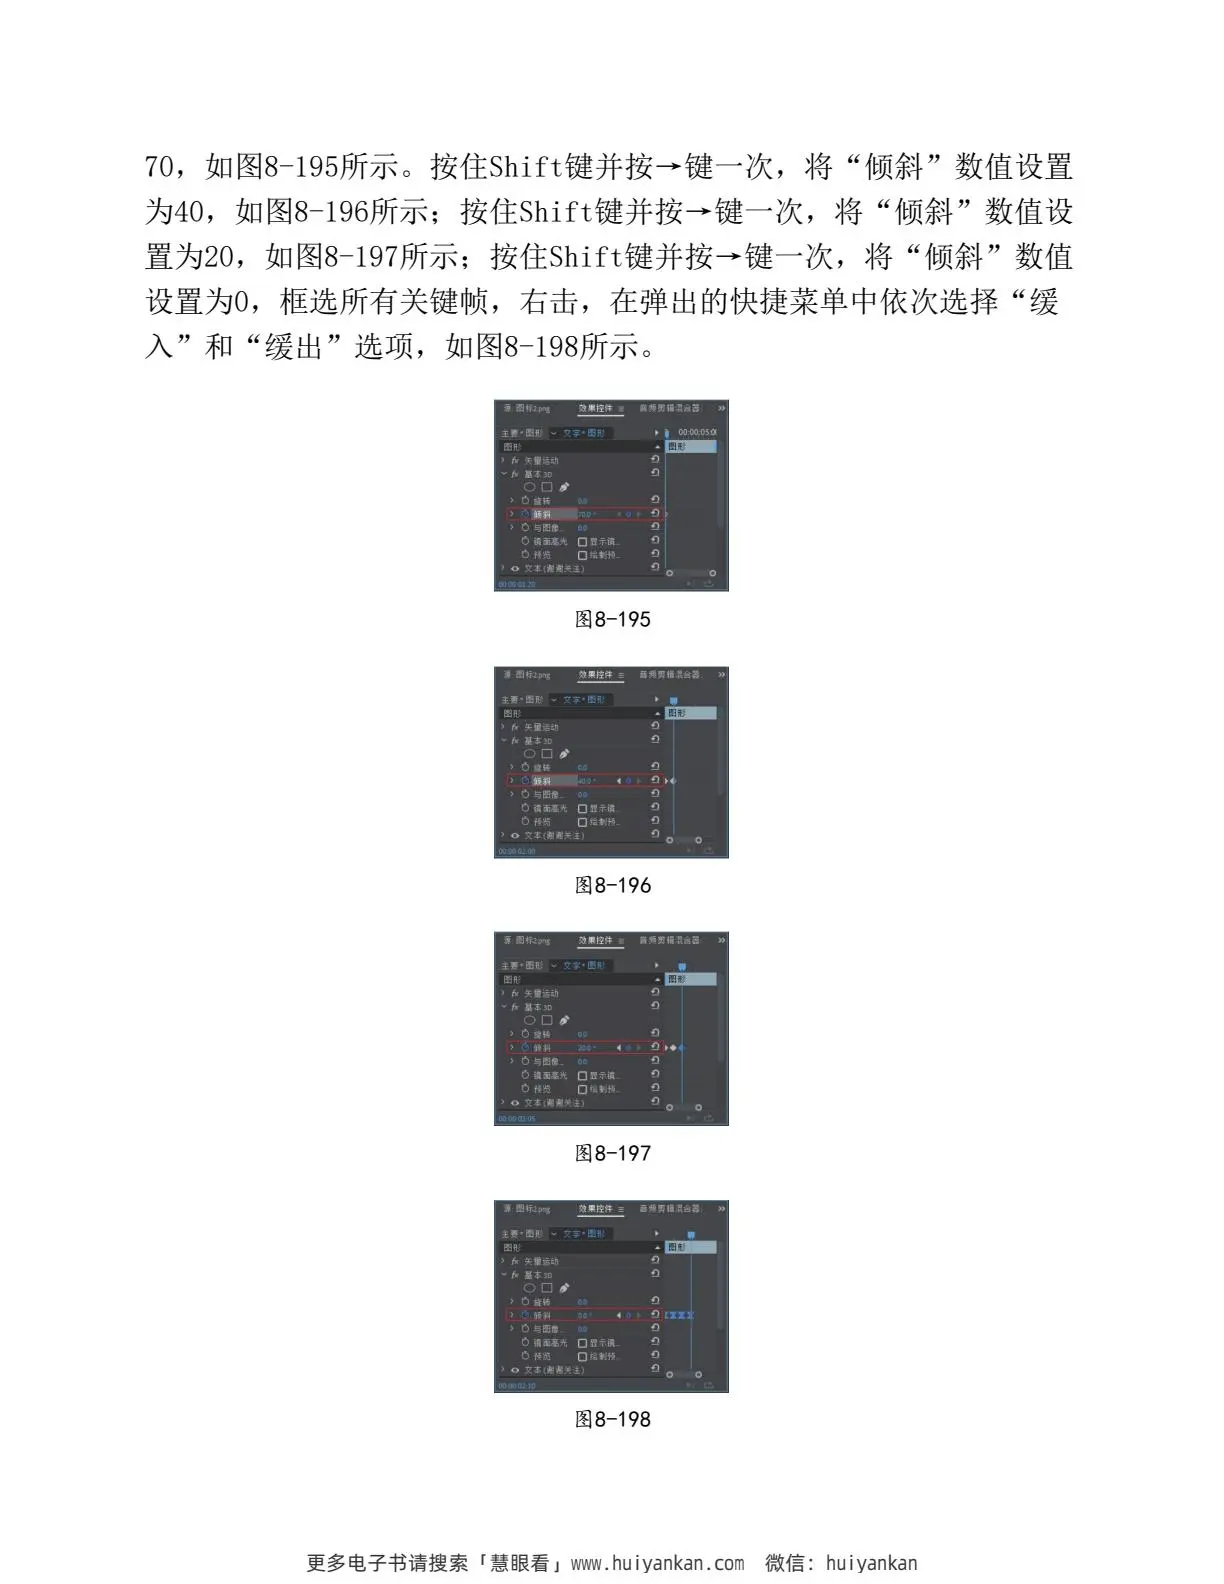 70，如图8-195所示。按住Shift键并按→键一次，将“倾斜”数值设置
为40，如图8-196所示；按住Shift键并按→键一次，将“倾斜”数值设
置为20，如图8-197所示；按住Shift键并按→键一次，将“倾斜”数值
设置为0，框选所有关键帧，右击，在弹出的快捷菜单中依次选择“缓
入”和“缓出”选项，如图8-198所示。
源: 图标2.png 效果控件 ≡ 音频剪辑混合器: »
主要*图形 文字*图形 00:00;05:00
图形 图形
fx 矢量运动
fx 基本3D
旋转 0.0
倾斜 70.0 °
与图像... 0.0
镜面高光 显示镜...
预览 绘制预...
文本(谢谢关注)
00:00:01:20
图8-195
源: 图标2.png 效果控件 ≡ 音频剪辑混合器: »
主要*图形 文字*图形
图形 图形
fx 矢量运动
fx 基本3D
旋转 0.0
倾斜 40.0 °
与图像... 0.0
镜面高光 显示镜...
预览 绘制预...
文本(谢谢关注)
00:00:02:00
图8-196
源: 图标2.png 效果控件 ≡ 音频剪辑混合器: »
主要*图形 文字*图形
图形 图形
fx 矢量运动
fx 基本3D
旋转 0.0
倾斜 20.0 °
与图像... 0.0
镜面高光 显示镜...
预览 绘制预...
文本(谢谢关注)
00:00:02:05
图8-197
源: 图标2.png 效果控件 ≡ 音频剪辑混合器: »
主要*图形 文字*图形
图形 图形
fx 矢量运动
fx 基本3D
旋转 0.0
倾斜 0.0 °
与图像... 0.0
镜面高光 显示镜...
预览 绘制预...
文本(谢谢关注)
00:00:02:10
图8-198
更多电子书请搜索「慧眼看」www.huiyankan.com 微信：huiyankan